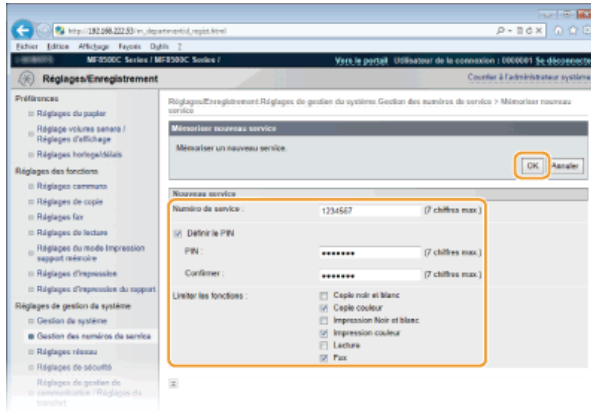 http://192.168.222.53/m_departmentid_regist.html
Fichier Edition Affichage Favoris Outils ?
MF8500C Series / MF8500C Series /
Vers le portail Utilisateur de la connexion : 0000001 Se déconnecter
Réglages/Enregistrement
Courrier à l'administrateur système
Préférences
Réglages du papier
Réglage volume sonore /
Réglages d'affichage
Réglages horloge/délais
Réglages des fonctions
Réglages communs
Réglages de copie
Réglages fax
Réglages de lecture
Réglages du mode Impression
support mémoire
Réglages d'impression
Réglages d'impression du rapport
Réglages de gestion du système
Gestion du système
Gestion des numéros de service
Réglages réseau
Réglages de sécurité
Réglages de gestion de
communication / Réglages du
transfert
Réglages/Enregistrement:Réglages de gestion du système:Gestion des numéros de service > Mémoriser nouveau
service
Mémoriser nouveau service
Mémoriser un nouveau service.
OK Annuler
Nouveau service
Numéro de service : 1234567 (7 chiffres max.)
Définir le PIN
PIN : ••••••• (7 chiffres max.)
Confirmer : ••••••• (7 chiffres max.)
Limiter les fonctions : Copie noir et blanc
Copie couleur
Impression Noir et blanc
Impression couleur
Lecture
Fax